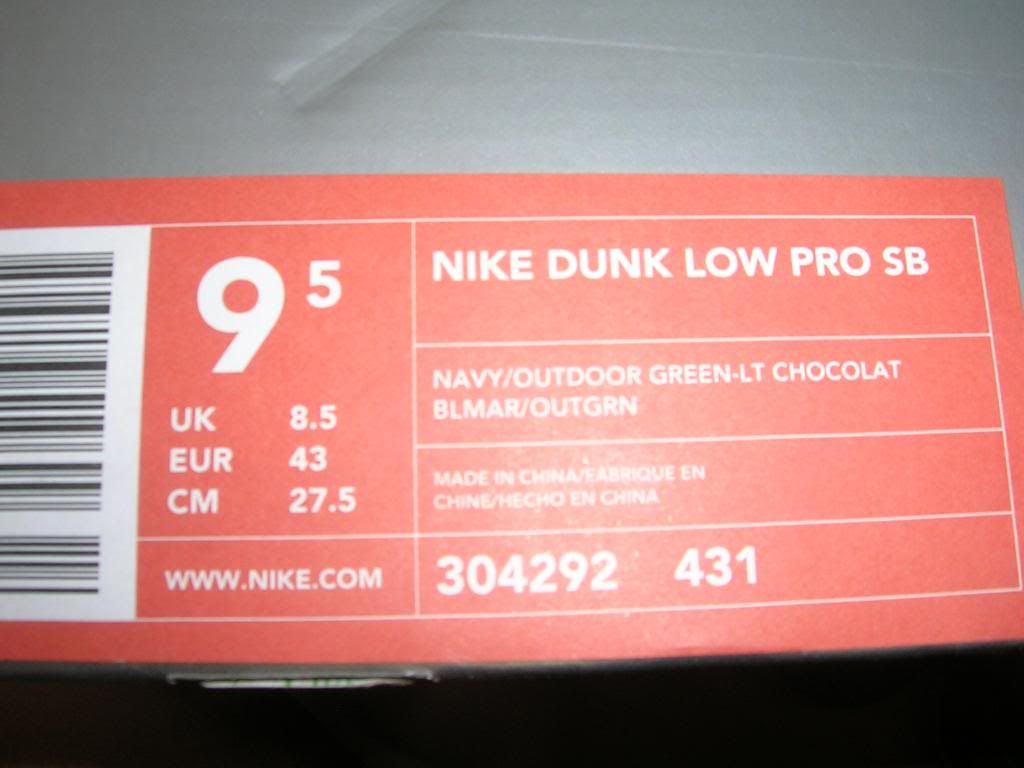 9 5
UK 8.5
EUR 43
CM 27.5
WWW.NIKE.COM
NIKE DUNK LOW PRO SB
NAVY/OUTDOOR GREEN-LT CHOCOLAT
BLMAR/OUTGRN
MADE IN CHINA/FABRIQUE EN
CHINE/HECHO EN CHINA
304292 431